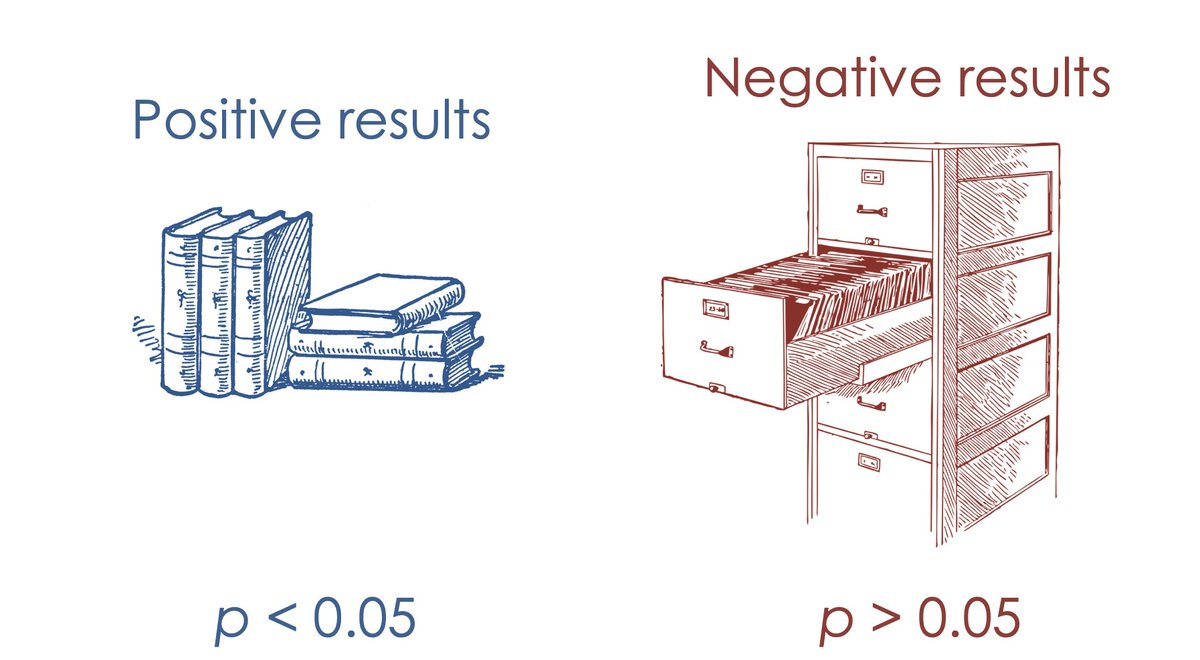 Positive results
Negative results
p < 0.05
p > 0.05